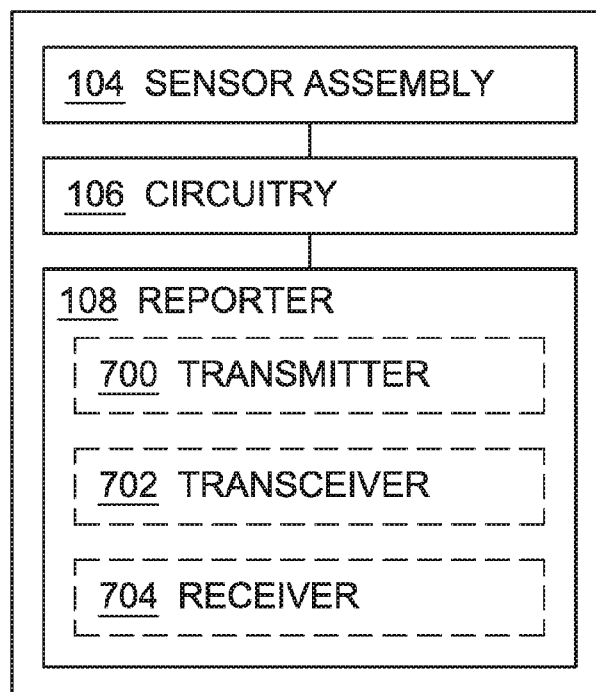 104 SENSOR ASSEMBLY
106 CIRCUITRY
108 REPORTER
700 TRANSMITTER
702 TRANSCEIVER
704 RECEIVER